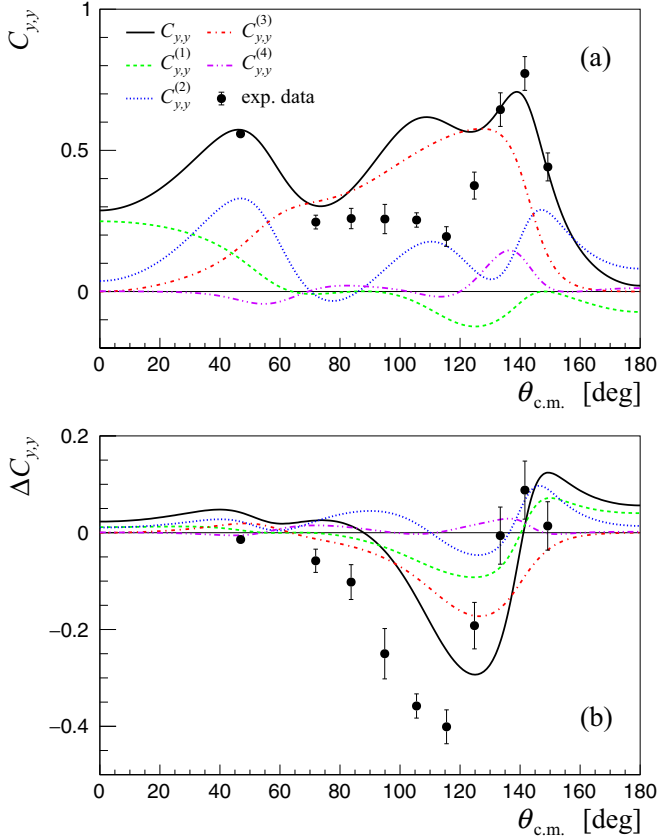 C_{y,y}
1
C_{y,y} C_{y,y}^{(3)} (a)
C_{y,y}^{(1)} C_{y,y}^{(4)}
C_{y,y}^{(2)} exp. data
0.5
0
-1
0 20 40 60 80 100 120 140 160 180
θ_{c.m.} [deg]
ΔC_{y,y}
0.2
0
−0.2
−0.4
(b)
0 20 40 60 80 100 120 140 160 180
θ_{c.m.} [deg]